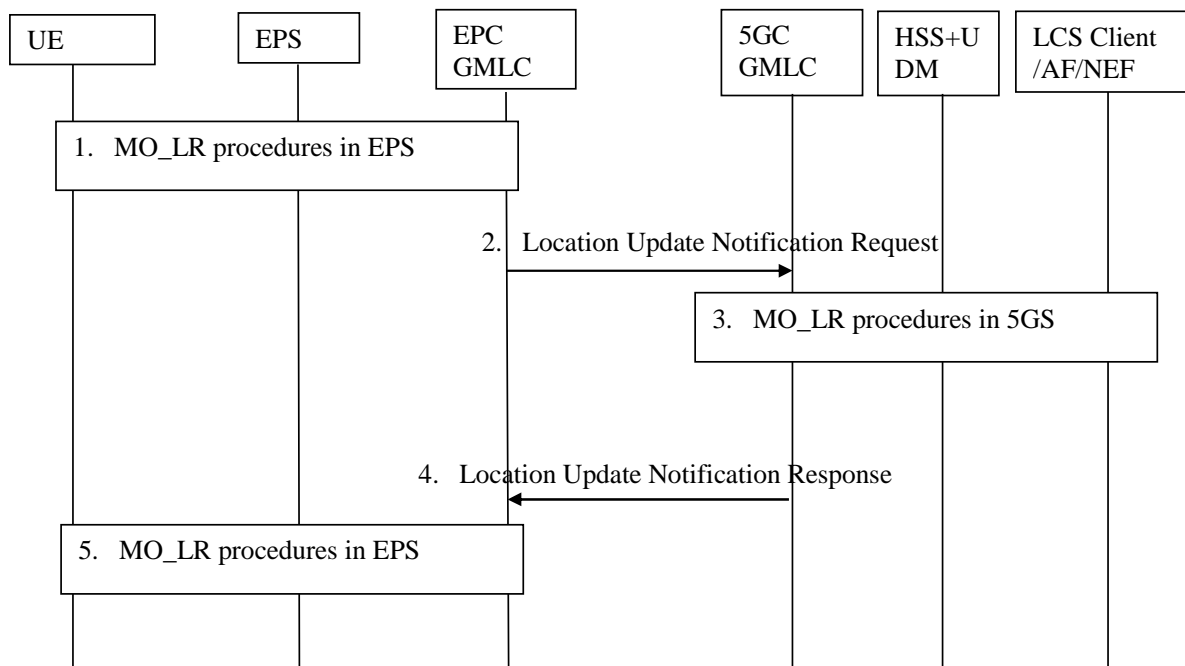 UE
EPS
EPC
GMLC
5GC
GMLC
HSS+U
DM
LCS Client
/AF/NEF
1. MO_LR procedures in EPS
2. Location Update Notification Request
3. MO_LR procedures in 5GS
4. Location Update Notification Response
5. MO_LR procedures in EPS